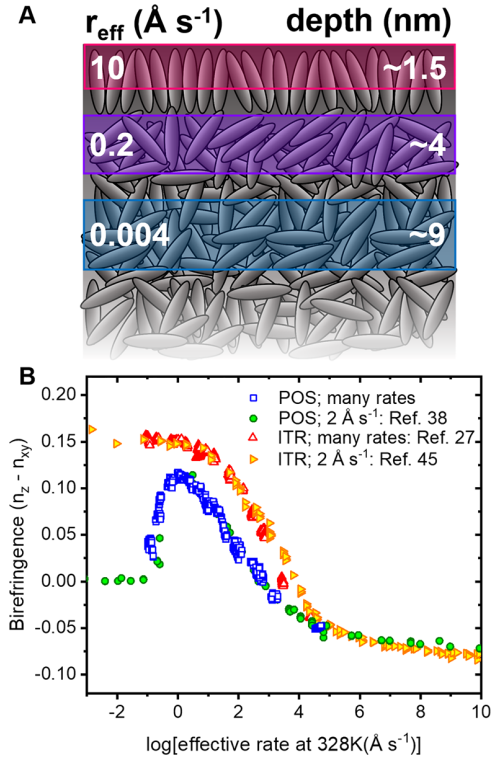 A
r_eff (Å s⁻¹) depth (nm)
10 ~1.5
0.2 ~4
0.004 ~9
B
POS; many rates
POS; 2 Å s⁻¹: Ref. 38
ITR; many rates: Ref. 27
ITR; 2 Å s⁻¹: Ref. 45
0.20
0.15
0.10
0.05
0.00
-0.05
-0.10
Birefringence (n_z - n_xy)
-2 0 2 4 6 8 10
log[effective rate at 328K(Å s⁻¹]